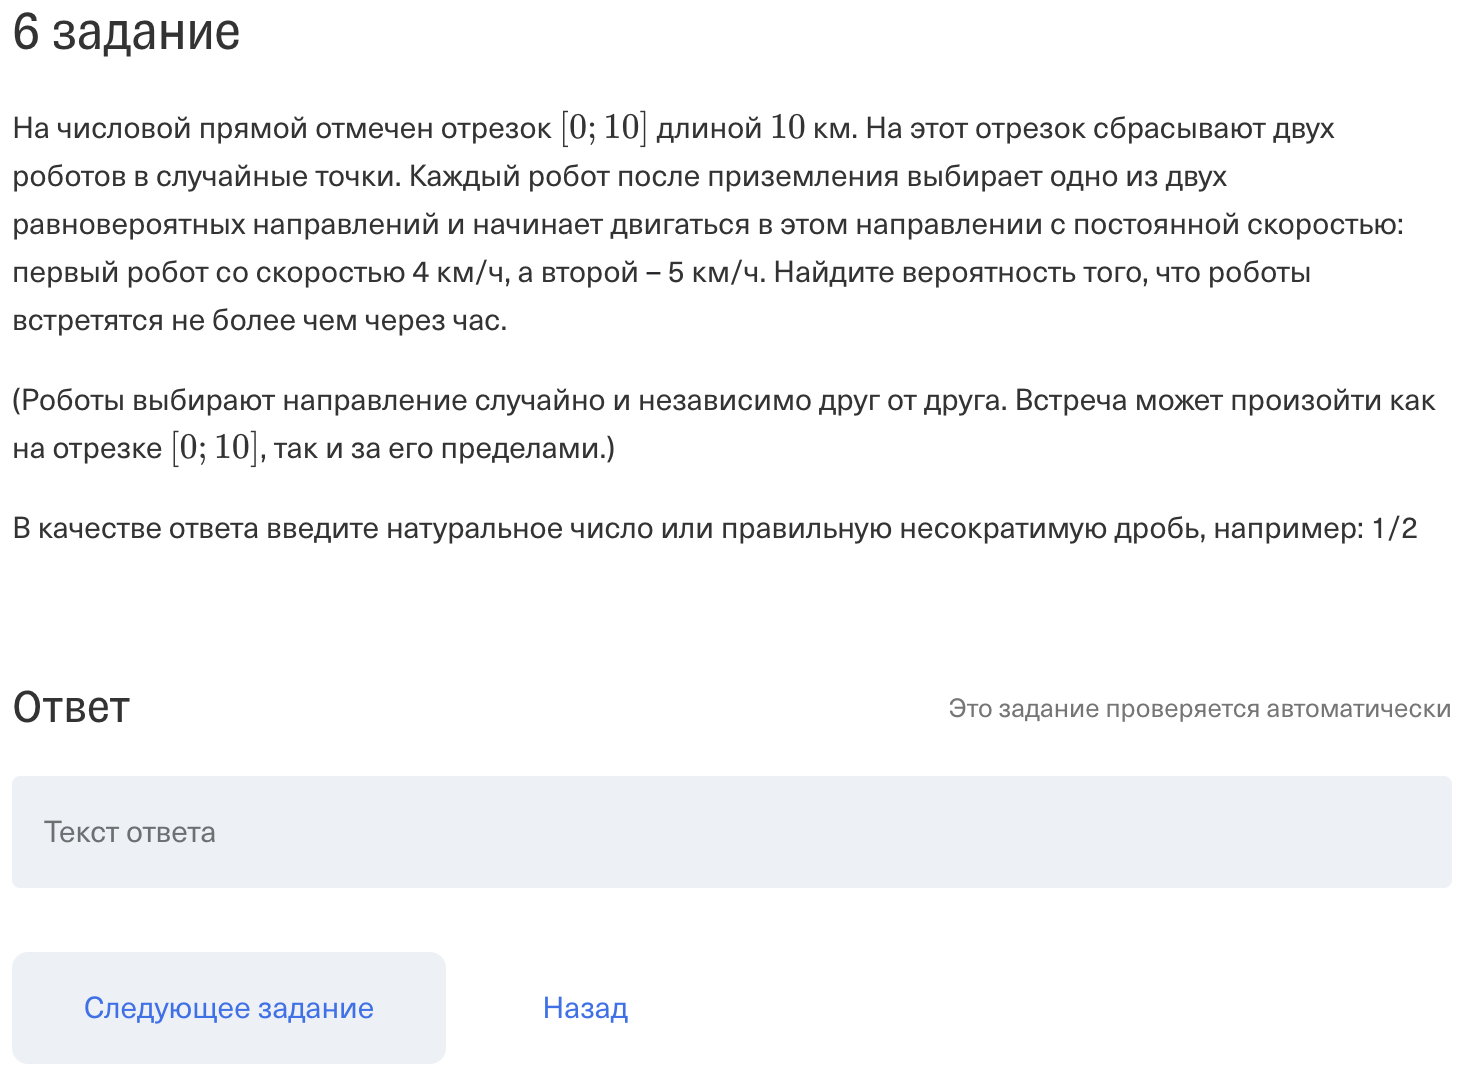 6 задание
На числовой прямой отмечен отрезок [0; 10] длиной 10 км. На этот отрезок сбрасывают двух
роботов в случайные точки. Каждый робот после приземления выбирает одно из двух
равновероятных направлений и начинает двигаться в этом направлении с постоянной скоростью:
первый робот со скоростью 4 км/ч, а второй – 5 км/ч. Найдите вероятность того, что роботы
встретятся не более чем через час.
(Роботы выбирают направление случайно и независимо друг от друга. Встреча может произойти как
на отрезке [0; 10], так и за его пределами.)
В качестве ответа введите натуральное число или правильную несократимую дробь, например: 1/2
Ответ
Это задание проверяется автоматически
Текст ответа
Следующее задание
Назад